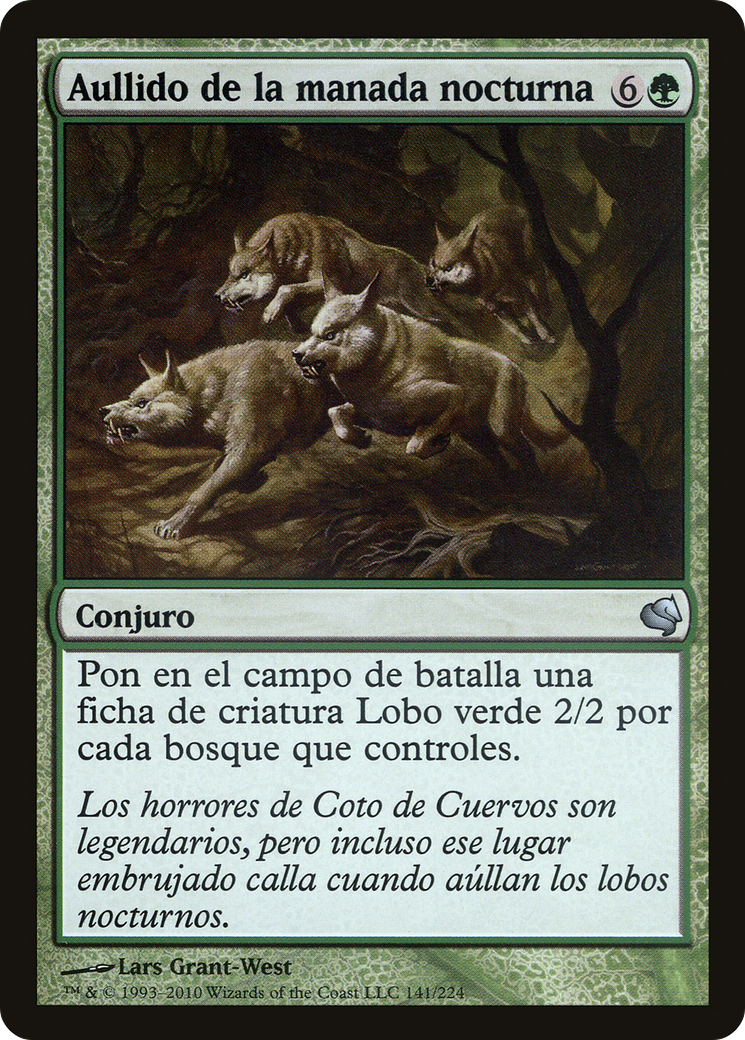 Aullido de la manada nocturna 6
Conjuro
Pon en el campo de batalla una
ficha de criatura Lobo verde 2/2 por
cada bosque que controles.
Los horrores de Coto de Cuervos son
legendarios, pero incluso ese lugar
embrujado calla cuando aúllan los lobos
nocturnos.
Lars Grant-West
™ & © 1993–2010 Wizards of the Coast LLC 141/224